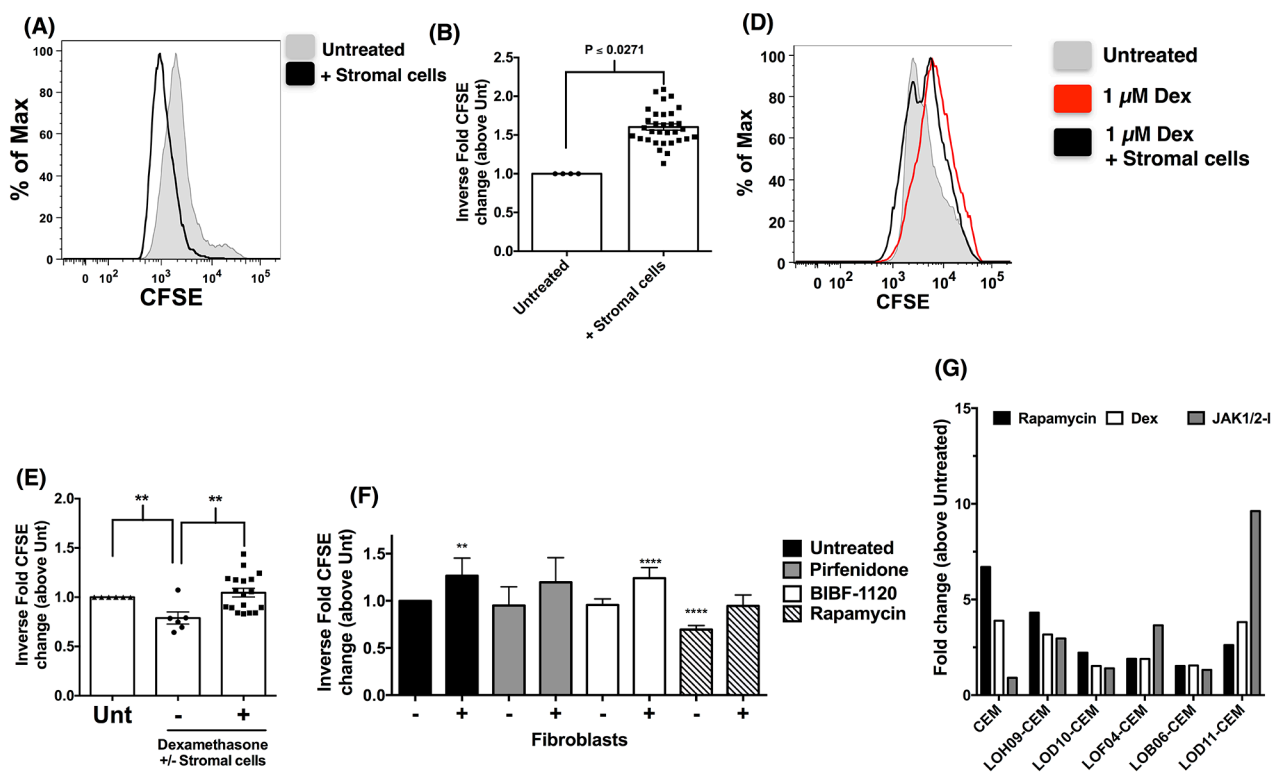 (A)
Untreated
+ Stromal cells
% of Max
100
80
60
40
20
0
0 10² 10³ 10⁴ 10⁵
CFSE
(B)
P ≤ 0.0271
Inverse Fold CFSE
change (above Unt)
2.5
2.0
1.5
1.0
0.5
0.0
Untreated
+ Stromal cells
(D)
% of Max
100
80
60
40
20
0
0 10² 10³ 10⁴ 10⁵
CFSE
Untreated
1 µM Dex
1 µM Dex
+ Stromal cells
(E)
Inverse Fold CFSE
change (above Unt)
2.0
1.5
1.0
0.5
0.0
** **
Unt - +
Dexamethasone
+/- Stromal cells
(F)
Inverse Fold CFSE
change (above Unt)
1.5
1.0
0.5
0.0
** **** ****
- + - + - + - +
Fibroblasts
Untreated
Pirfenidone
BIBF-1120
Rapamycin
(G)
Fold change (above Untreated)
15
10
5
0
Rapamycin Dex JAK1/2-I
CEM
LOH09-CEM
LOD10-CEM
LOF04-CEM
LOB06-CEM
LOD11-CEM